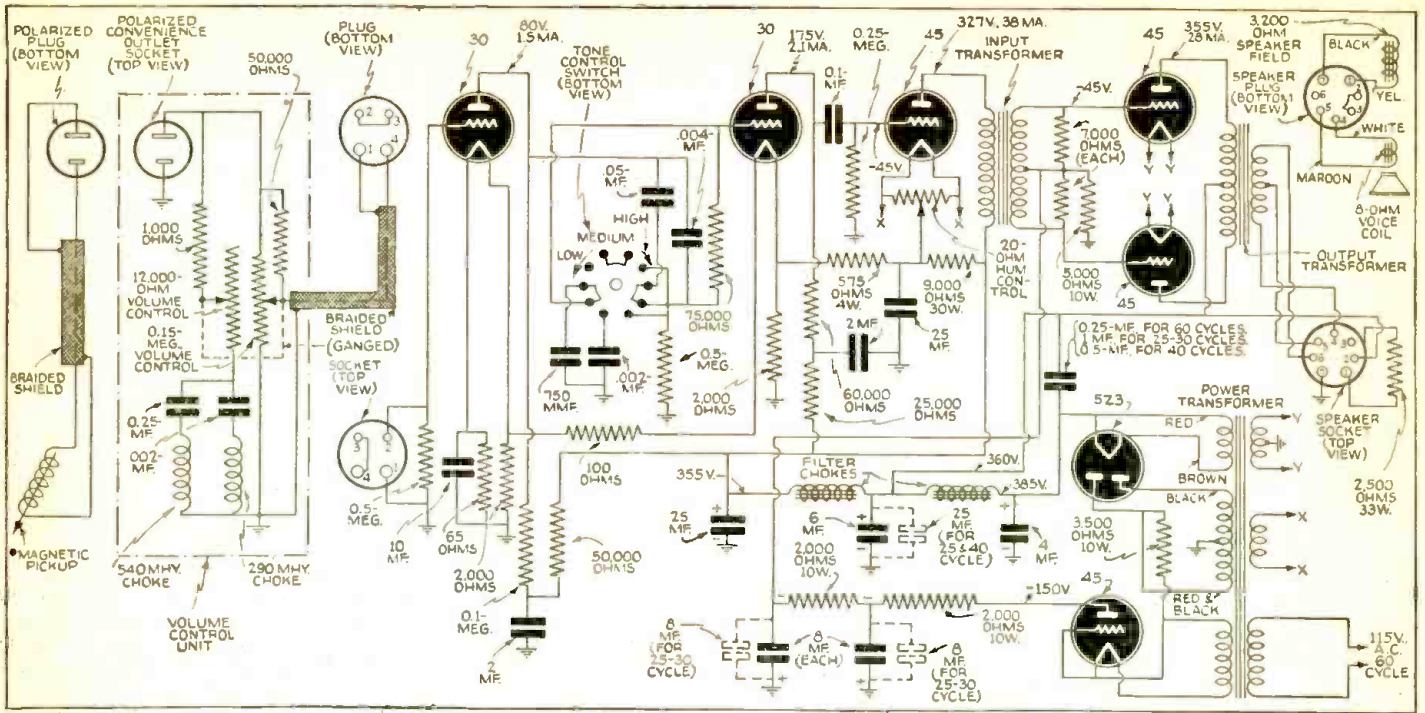 POLARIZED
PLUG
(BOTTOM
VIEW)
POLARIZED
CONVENIENCE
OUTLET
SOCKET
(TOP VIEW)
50,000
OHMS
PLUG
(BOTTOM
VIEW)
30
80V.
1.5 MA.
TONE
CONTROL
SWITCH
(BOTTOM
VIEW)
30
175V.
2.1 MA.
0.25-
MEG.
45
327V, 38 MA.
INPUT
TRANSFORMER
45
355V.
28 MA.
3,200
OHM
SPEAKER
FIELD
BLACK
SPEAKER
PLUG
(BOTTOM
VIEW)
YEL.
WHITE
MAROON
8-OHM
VOICE
COIL
0.1-
MF.
.004-
MF.
-45V.
-45V.
7,000
OHMS
(EACH)
Y Y
Y Y
.05-
MF.
HIGH
MEDIUM
LOW
X
X
20-
OHM
HUM CON-
TROL
5,000
OHMS
10W.
45
OUTPUT
TRANSFORMER
1,000
OHMS
12,000-
OHM
VOLUME
CONTROL
0.15-
MEG.
VOLUME
CONTROL
BRAIDED
SHIELD
(GANGED)
SOCKET
(TOP
VIEW)
BRAIDED
SHIELD
75,000
OHMS
575
OHMS
4W.
9,000
OHMS
30W.
2 MF.
25
MF.
0.25-MF. FOR 60 CYCLES.
1 MF. FOR 25-30 CYCLES.
0.5-MF. FOR 40 CYCLES.
0.25-
MF.
.002-
MF.
750
MMF.
.002-
MF.
0.5-
MEG.
2,000
OHMS
60,000
OHMS
25,000
OHMS
5Z3
POWER
TRANSFORMER
RED
Y
Y
BROWN
BLACK
SPEAKER
SOCKET
(TOP
VIEW)
2,500
OHMS
33W.
100
OHMS
355V.
FILTER
CHOKES
360V.
385V.
0.5-
MEG.
10
MF.
65
OHMS
2,000
OHMS
50,000
OHMS
25
MF.
6
MF.
25
MF.
(FOR
25 & 40
CYCLE)
4
MF.
3,500
OHMS
10W.
X
X
MAGNETIC
PICKUP
540 MHY.
CHOKE
290 MHY.
CHOKE
VOLUME
CONTROL
UNIT
2,000
OHMS
10W.
-150V.
45
RED &
BLACK
0.1-
MEG.
2
MF.
8
MF.
(FOR
25-30
CYCLE)
8
MF.
(EACH)
8
MF.
(FOR
25-30
CYCLE)
2,000
OHMS
10W.
115V.
A.C.
60
CYCLE